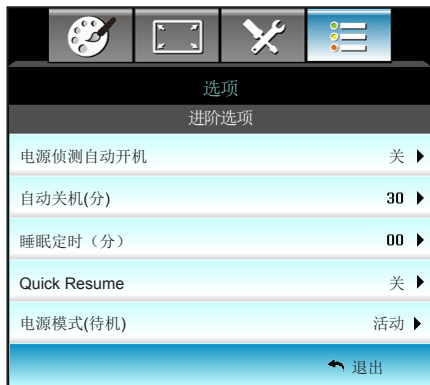 选项
进阶选项
电源侦测自动开机 关
自动关机(分) 30
睡眠定时（分） 00
Quick Resume 关
电源模式(待机) 活动
退出